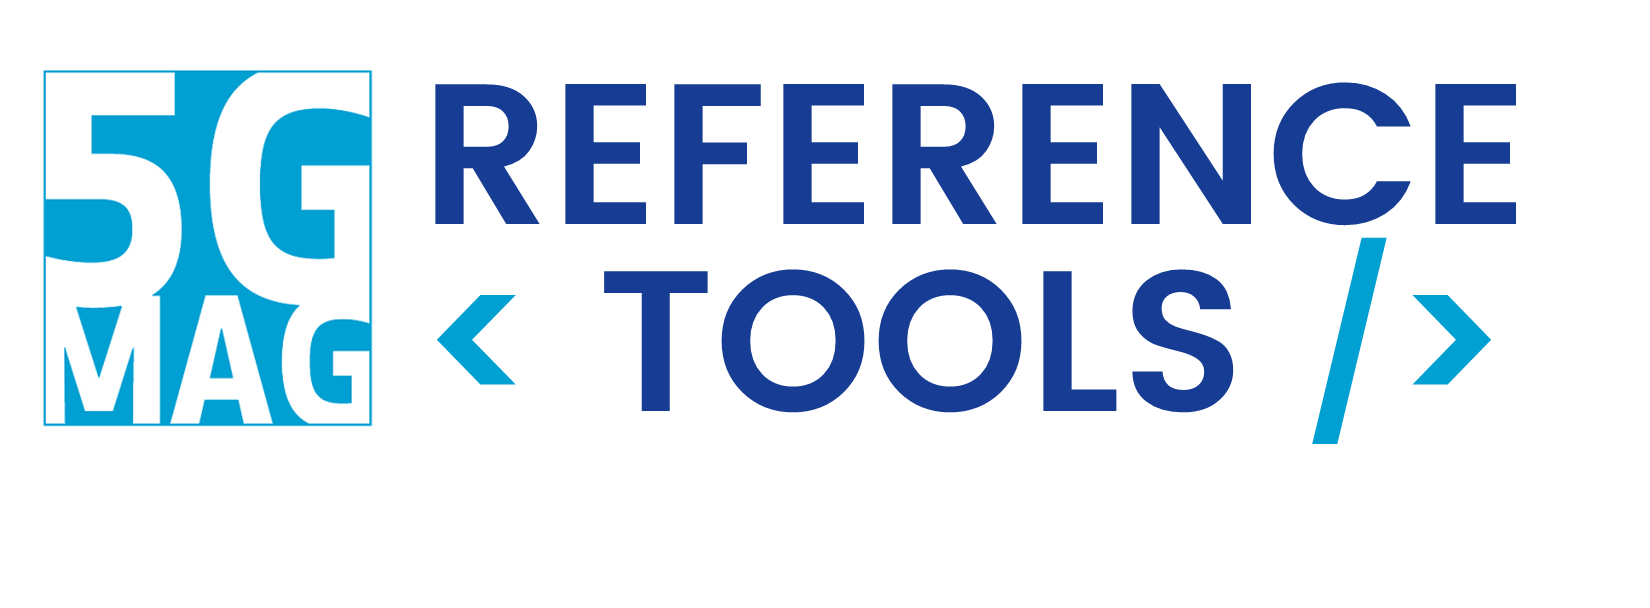 5G
MAG
REFERENCE
< TOOLS />